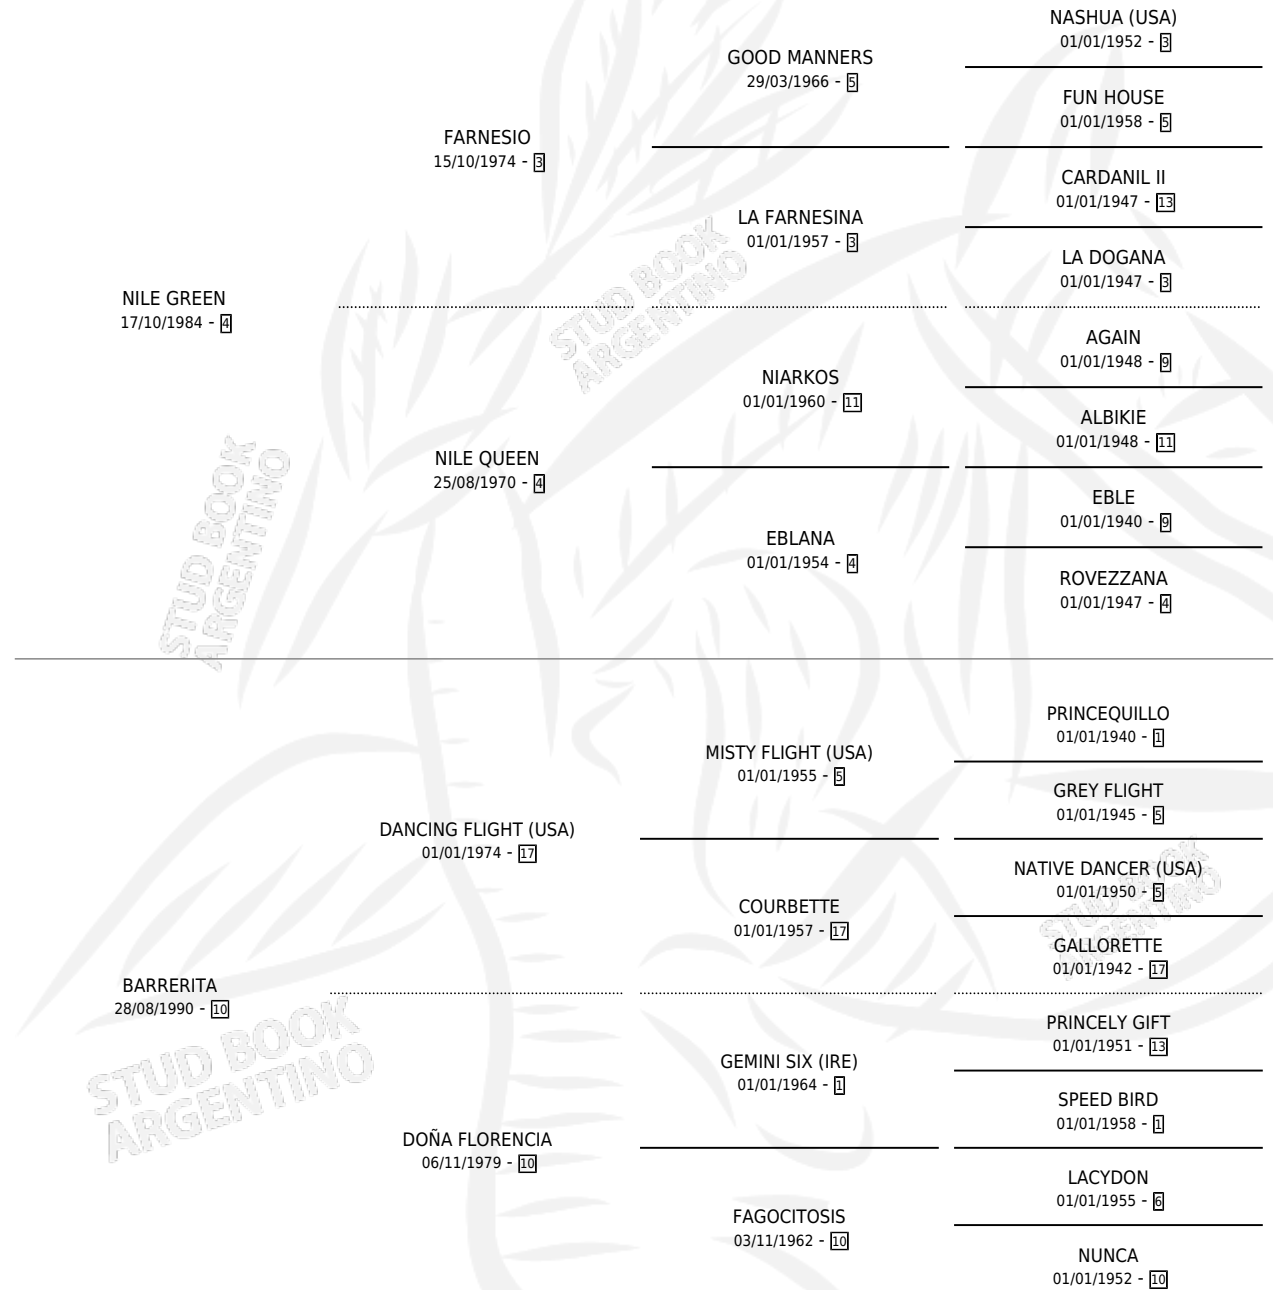 NASHUA (USA)
01/01/1952 - 3
GOOD MANNERS
29/03/1966 - 5
FUN HOUSE
01/01/1958 - 5
FARNESIO
15/10/1974 - 3
CARDANIL II
01/01/1947 - 13
LA FARNESINA
01/01/1957 - 3
LA DOGANA
01/01/1947 - 3
NILE GREEN
17/10/1984 - 4
AGAIN
01/01/1948 - 9
NIARKOS
01/01/1960 - 11
ALBIKIE
01/01/1948 - 11
NILE QUEEN
25/08/1970 - 4
EBLE
01/01/1940 - 9
EBLANA
01/01/1954 - 4
ROVEZZANA
01/01/1947 - 4
STUD BOOK
ARGENTINO
STUD BOOK
ARGENTINO
PRINCEQUILLO
01/01/1940 - 1
MISTY FLIGHT (USA)
01/01/1955 - 5
GREY FLIGHT
01/01/1945 - 5
DANCING FLIGHT (USA)
01/01/1974 - 17
NATIVE DANCER (USA)
01/01/1950 - 5
COURBETTE
01/01/1957 - 17
GALLORETTE
01/01/1942 - 17
BARRERITA
28/08/1990 - 10
PRINCELY GIFT
01/01/1951 - 13
GEMINI SIX (IRE)
01/01/1964 - 1
SPEED BIRD
01/01/1958 - 1
DOÑA FLORENCIA
06/11/1979 - 10
LACYDON
01/01/1955 - 6
FAGOCITOSIS
03/11/1962 - 10
NUNCA
01/01/1952 - 10
STUD BOOK
ARGENTINO
STUD BOOK
ARGENTINO